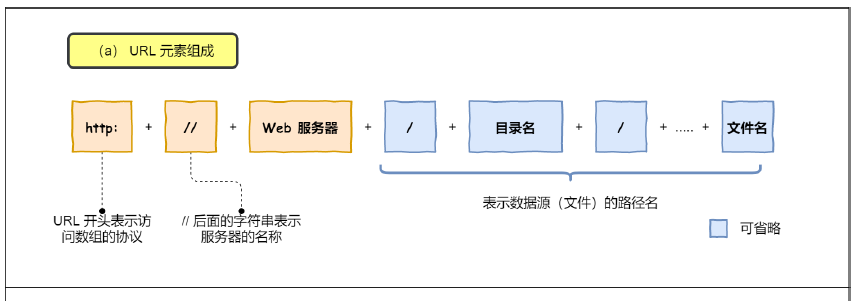 （a） URL 元素组成
http: + // + Web 服务器 + / + 目录名 + / + ..... + 文件名
表示数据源（文件）的路径名
URL 开头表示访
问数组的协议
// 后面的字符串表示
服务器的名称
可省略